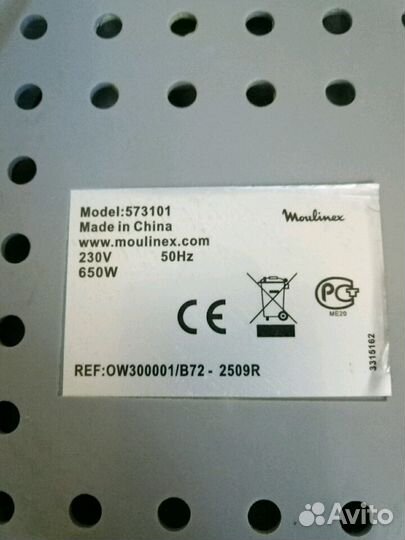 Model:573101
Moulinex
Made in China
www.moulinex.com
230V 50Hz
650W
CE
PCT
ME20
REF:OW300001/B72 - 2509R
3315162
Avito